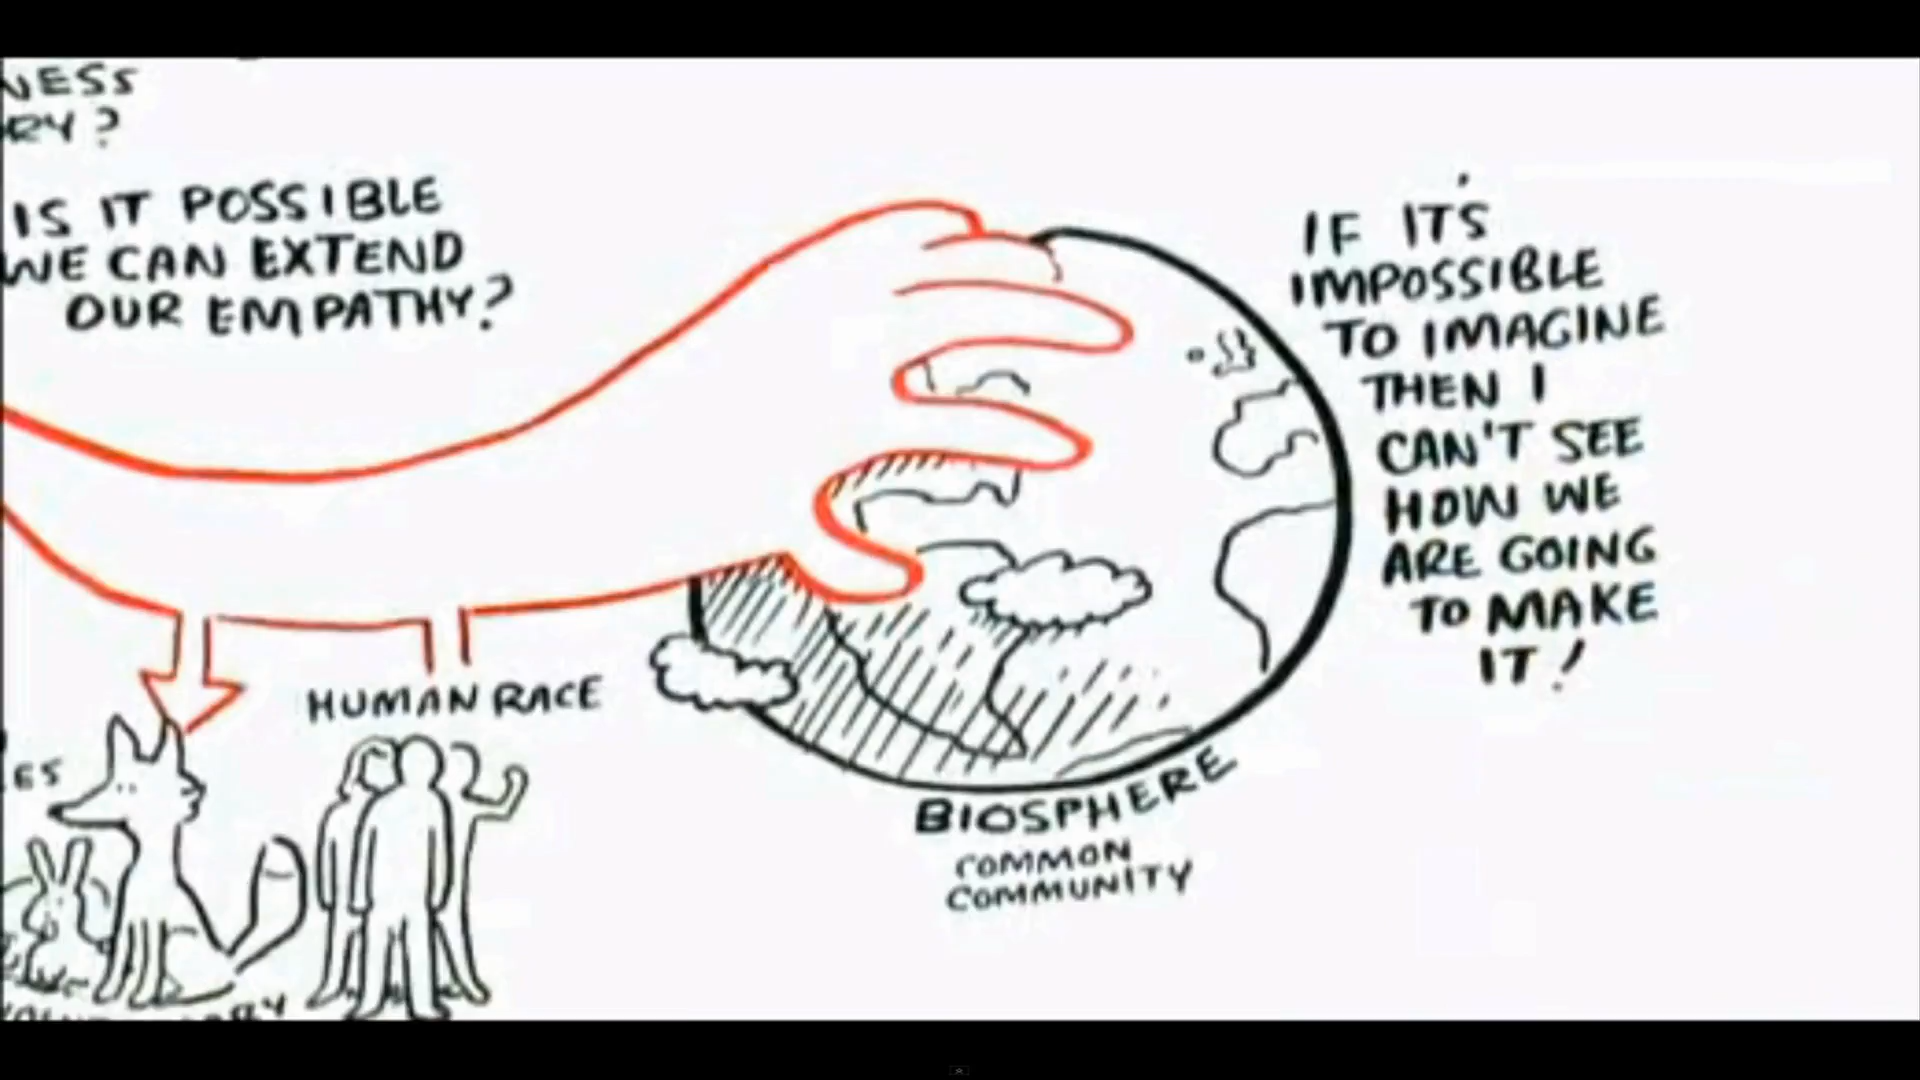 IS IT POSSIBLE
WE CAN EXTEND
OUR EMPATHY?
HUMAN RACE
BIOSPHERE
COMMON
COMMUNITY
IF IT'S
IMPOSSIBLE
TO IMAGINE
THEN I
CAN'T SEE
HOW WE
ARE GOING
TO MAKE
IT!